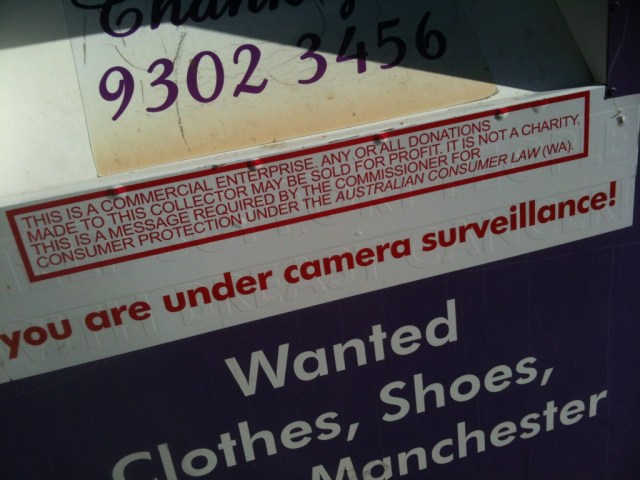 9302 3456
THIS IS A COMMERCIAL ENTERPRISE. ANY OR ALL DONATIONS
MADE TO THIS COLLECTOR MAY BE SOLD FOR PROFIT. IT IS NOT A CHARITY.
THIS IS A MESSAGE REQUIRED BY THE COMMISSIONER FOR
CONSUMER PROTECTION UNDER THE AUSTRALIAN CONSUMER LAW (WA).
you are under camera surveillance!
Wanted
Clothes, Shoes,
Manchester